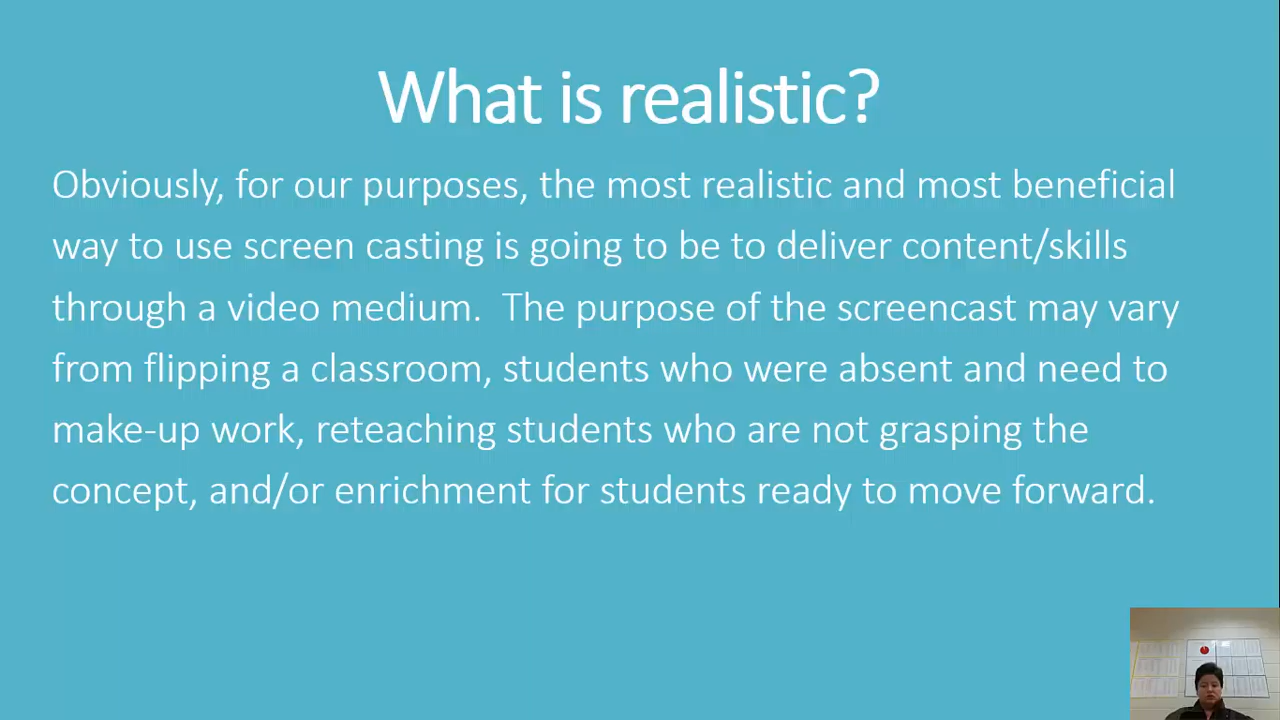 What is realistic?
Obviously, for our purposes, the most realistic and most beneficial
way to use screen casting is going to be to deliver content/skills
through a video medium.  The purpose of the screencast may vary
from flipping a classroom, students who were absent and need to
make-up work, reteaching students who are not grasping the
concept, and/or enrichment for students ready to move forward.